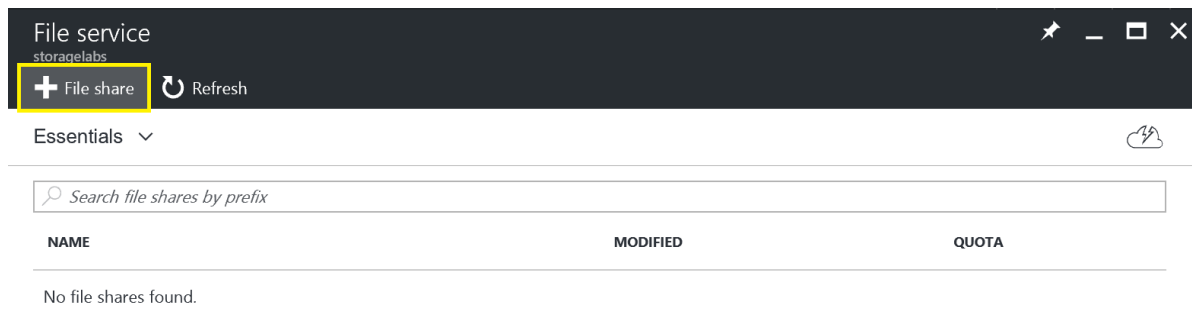 File service
storagelabs
File share Refresh
Essentials
Search file shares by prefix
NAME MODIFIED QUOTA
No file shares found.